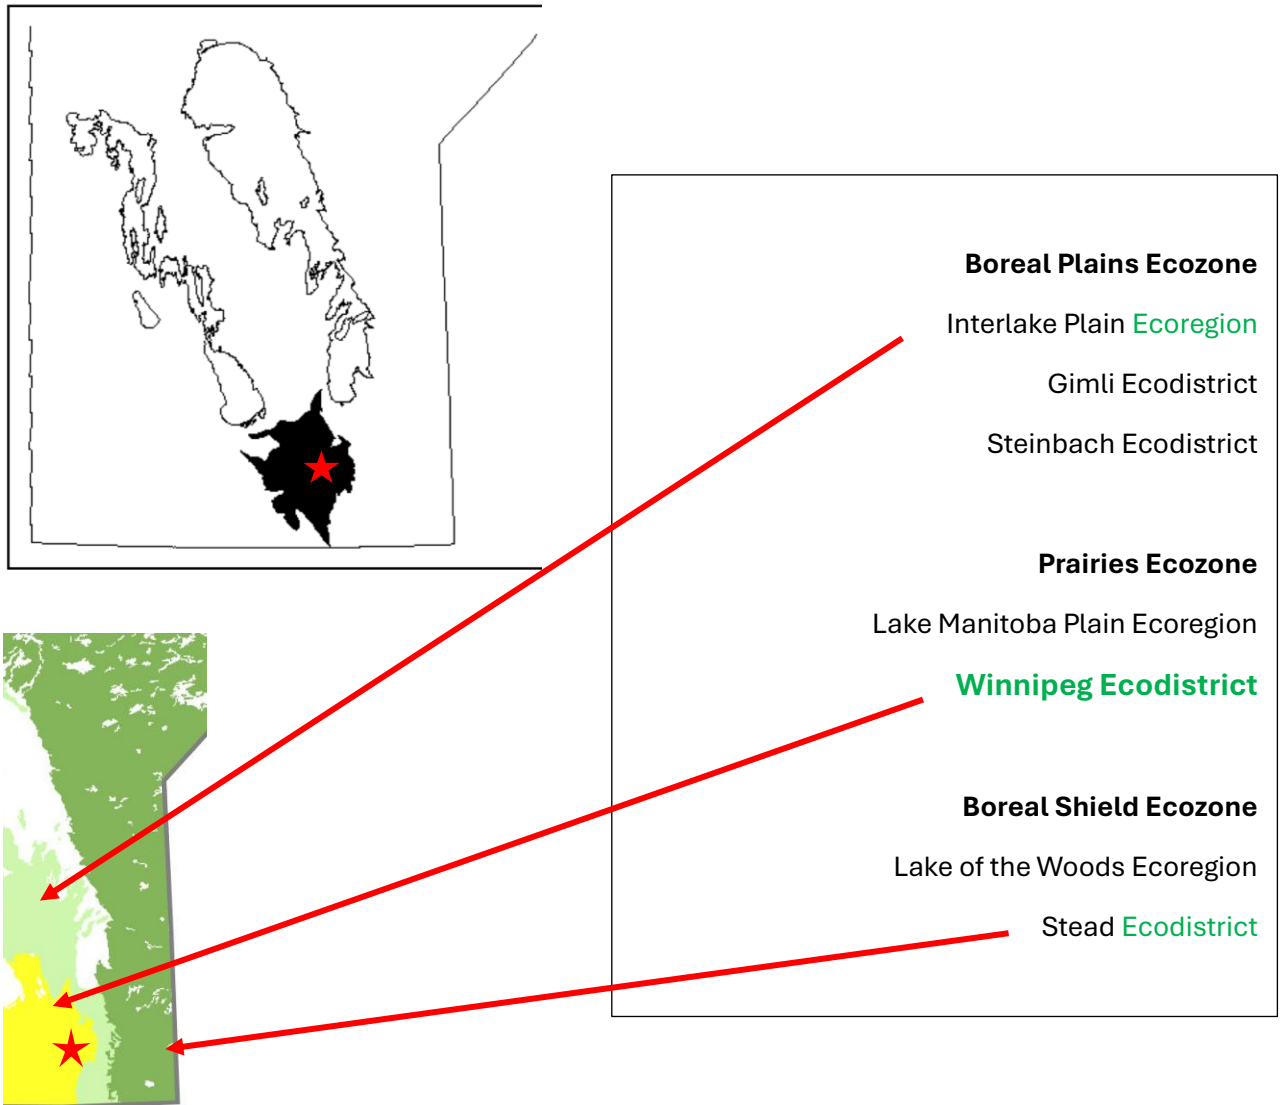 Boreal Plains Ecozone
Interlake Plain Ecoregion
Gimli Ecodistrict
Steinbach Ecodistrict
Prairies Ecozone
Lake Manitoba Plain Ecoregion
Winnipeg Ecodistrict
Boreal Shield Ecozone
Lake of the Woods Ecoregion
Stead Ecodistrict